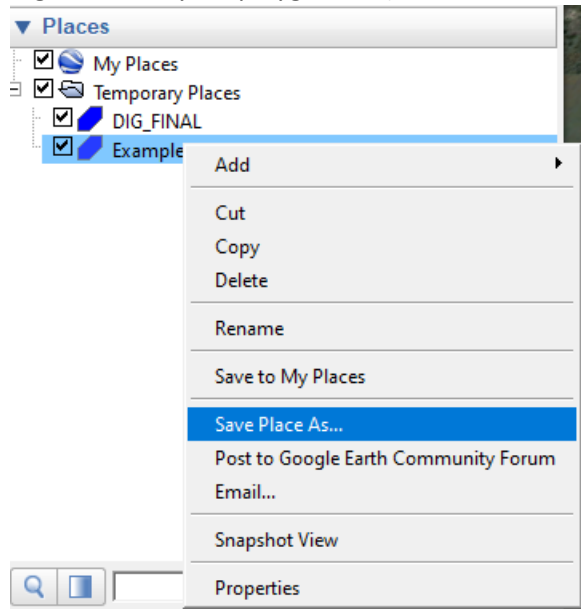 Places
My Places
Temporary Places
DIG_FINAL
Example
Add
Cut
Copy
Delete
Rename
Save to My Places
Save Place As...
Post to Google Earth Community Forum
Email...
Snapshot View
Properties